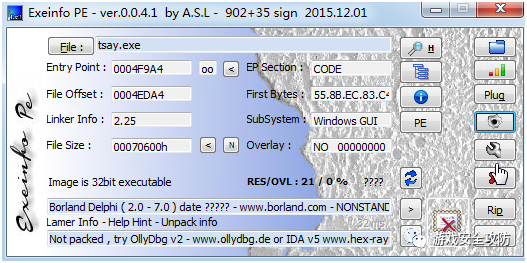 Exeinfo PE - ver.0.0.4.1 by A.S.L - 902+35 sign 2015.12.01
File : tsay.exe H
Entry Point : 0004F9A4 oo < EP Section : CODE
File Offset : 0004EDA4 First Bytes : 55.8B.EC.83.C4 Plug
Linker Info : 2.25 SubSystem : Windows GUI PE
File Size : 00070600h < N Overlay : NO 00000000
Image is 32bit executable RES/OVL : 21 / 0 % ????
Borland Delphi ( 2.0 - 7.0 ) date ????? - www.borland.com - NONSTAND > Rip
Lamer Info - Help Hint - Unpack info
Not packed , try OllyDbg v2 - www.ollydbg.de or IDA v5 www.hex-ray
Exeinfo Pe
游戏安全攻防